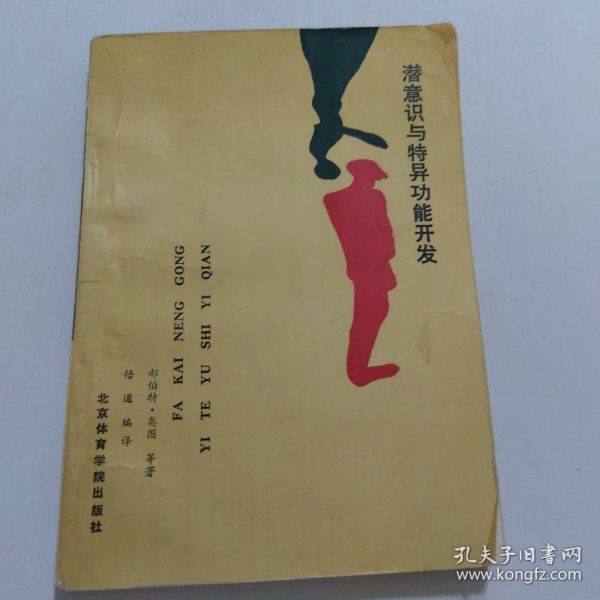 潜意识与特异功能开发
FA KAI NENG GONG
YI TE YU SHI YI QIAN
郝伯特·奥图 等著
悟道编译
北京体育学院出版社
孔夫子旧书网
www.kongfz.com